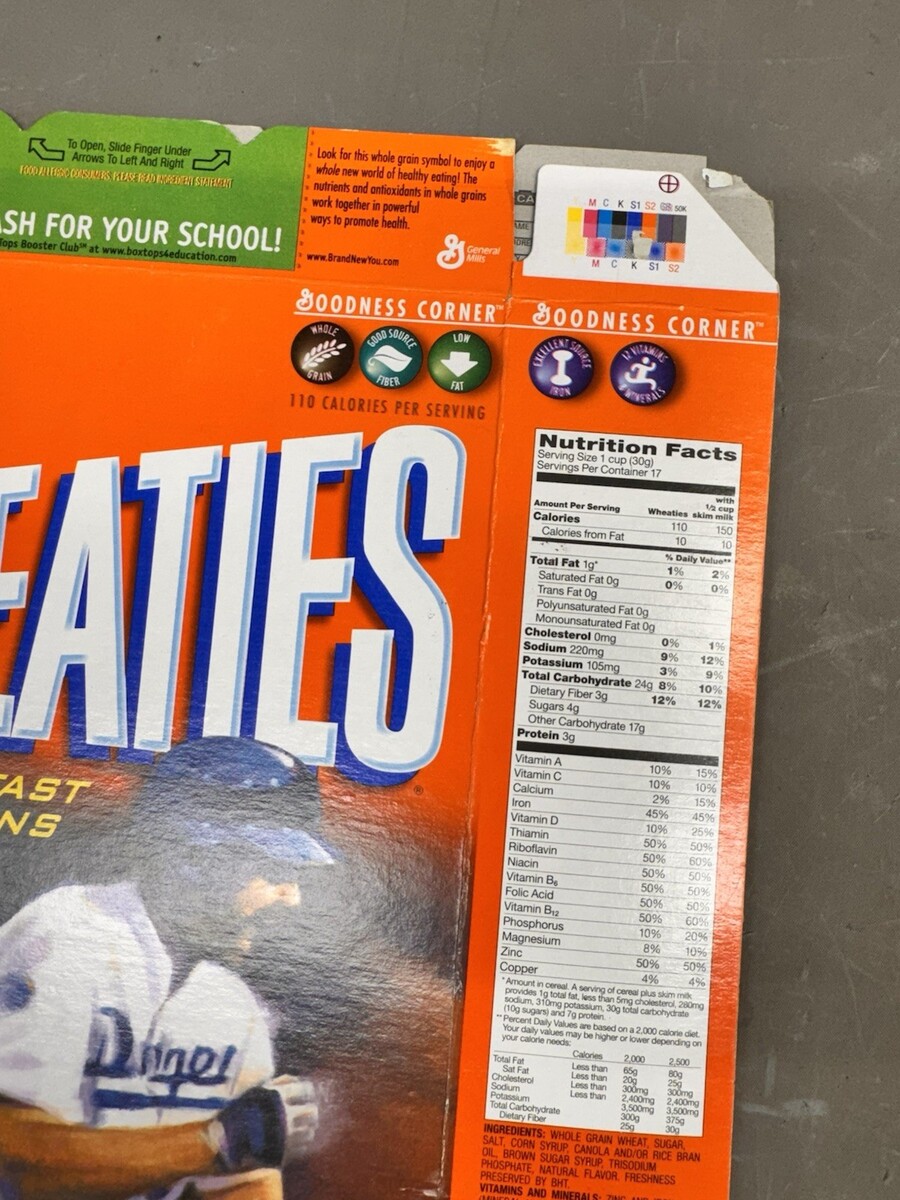 To Open, Slide Finger Under
Arrows To Left And Right
FOOD ALLERGIC CONSUMERS, PLEASE READ INGREDIENT STATEMENT
ASH FOR YOUR SCHOOL!
Tops Booster Club℠ at www.boxtops4education.com
Look for this whole grain symbol to enjoy a
whole new world of healthy eating! The
nutrients and antioxidants in whole grains
work together in powerful
ways to promote health.
www.BrandNewYou.com
General
Mills
CA
M C K S1 S2 50K
M C K S1 S2
GOODNESS CORNER™
WHOLE GRAIN
GOOD SOURCE FIBER
LOW FAT
110 CALORIES PER SERVING
GOODNESS CORNER™
EXCELLENT SOURCE IRON
12 VITAMINS & MINERALS
EATIES®
FAST
NS
Nutrition Facts
Serving Size 1 cup (30g)
Servings Per Container 17
Amount Per Serving Wheaties with 1/2 cup skim milk
Calories 110 150
Calories from Fat 10 10
% Daily Value**
Total Fat 1g* 1% 2%
Saturated Fat 0g 0% 0%
Trans Fat 0g
Polyunsaturated Fat 0g
Monounsaturated Fat 0g
Cholesterol 0mg 0% 1%
Sodium 220mg 9% 12%
Potassium 105mg 3% 9%
Total Carbohydrate 24g 8% 10%
Dietary Fiber 3g 12% 12%
Sugars 4g
Other Carbohydrate 17g
Protein 3g
Vitamin A 10% 15%
Vitamin C 10% 10%
Calcium 2% 15%
Iron 45% 45%
Vitamin D 10% 25%
Thiamin 50% 50%
Riboflavin 50% 60%
Niacin 50% 50%
Vitamin B6 50% 50%
Folic Acid 50% 50%
Vitamin B12 50% 60%
Phosphorus 10% 20%
Magnesium 8% 10%
Zinc 50% 50%
Copper 4% 4%
*Amount in cereal. A serving of cereal plus skim milk
provides 1g total fat, less than 5mg cholesterol, 280mg
sodium, 310mg potassium, 30g total carbohydrate
(10g sugars) and 7g protein.
**Percent Daily Values are based on a 2,000 calorie diet.
Your daily values may be higher or lower depending on
your calorie needs:
Calories 2,000 2,500
Total Fat Less than 65g 80g
Sat Fat Less than 20g 25g
Cholesterol Less than 300mg 300mg
Sodium Less than 2,400mg 2,400mg
Potassium 3,500mg 3,500mg
Total Carbohydrate 300g 375g
Dietary Fiber 25g 30g
INGREDIENTS: WHOLE GRAIN WHEAT, SUGAR,
SALT, CORN SYRUP, CANOLA AND/OR RICE BRAN
OIL, BROWN SUGAR SYRUP, TRISODIUM
PHOSPHATE, NATURAL FLAVOR. FRESHNESS
PRESERVED BY BHT.
VITAMINS AND MINERALS: